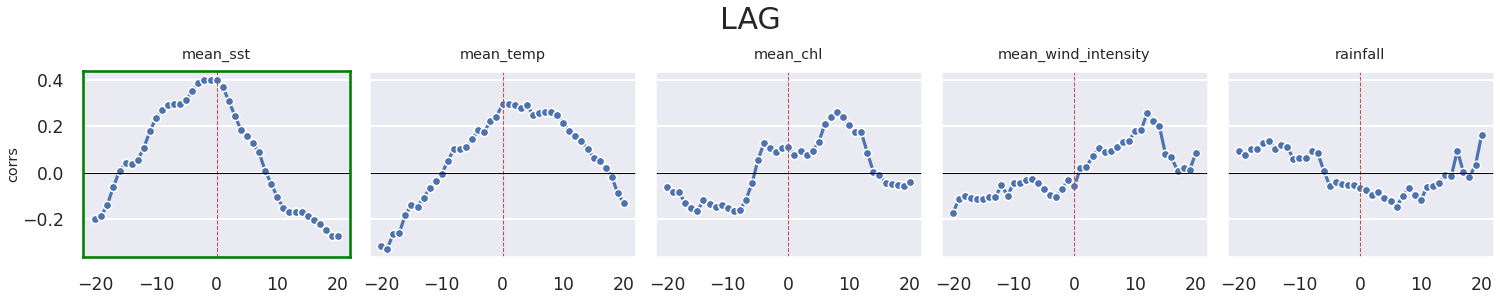 LAG
mean_sst mean_temp mean_chl mean_wind_intensity rainfall
corrs
0.4
0.2
0.0
−0.2
−20 −10 0 10 20 −20 −10 0 10 20 −20 −10 0 10 20 −20 −10 0 10 20 −20 −10 0 10 20